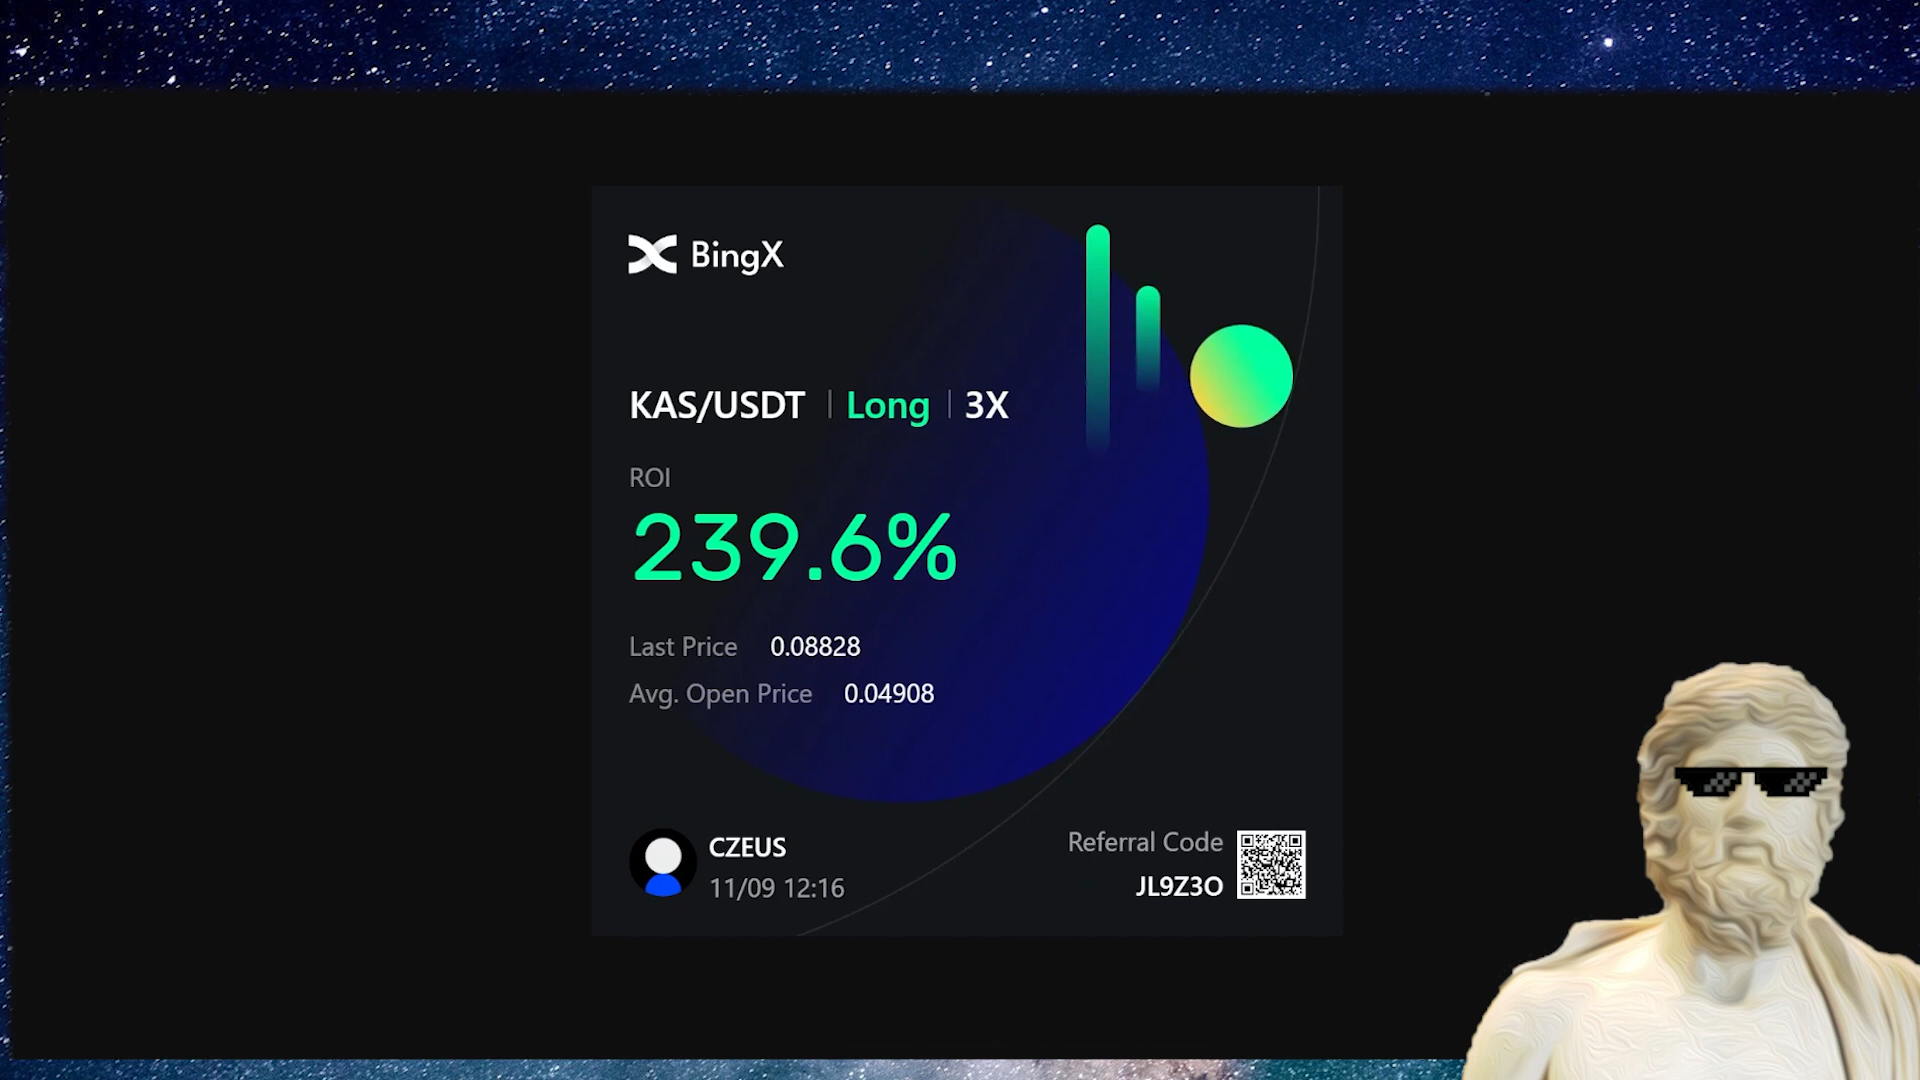 BingX
KAS/USDT | Long | 3X
ROI
239.6%
Last Price 0.08828
Avg. Open Price 0.04908
CZEUS
11/09 12:16
Referral Code
JL9Z3O